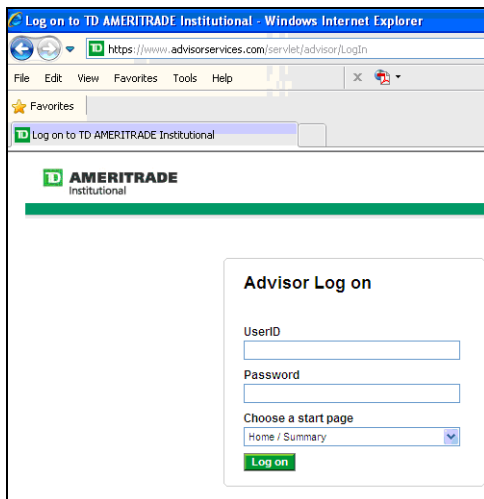 Log on to TD AMERITRADE Institutional - Windows Internet Explorer
https://www.advisorservices.com/servlet/advisor/LogIn
File Edit View Favorites Tools Help
Favorites
Log on to TD AMERITRADE Institutional
TD AMERITRADE
Institutional
Advisor Log on
UserID
Password
Choose a start page
Home / Summary
Log on